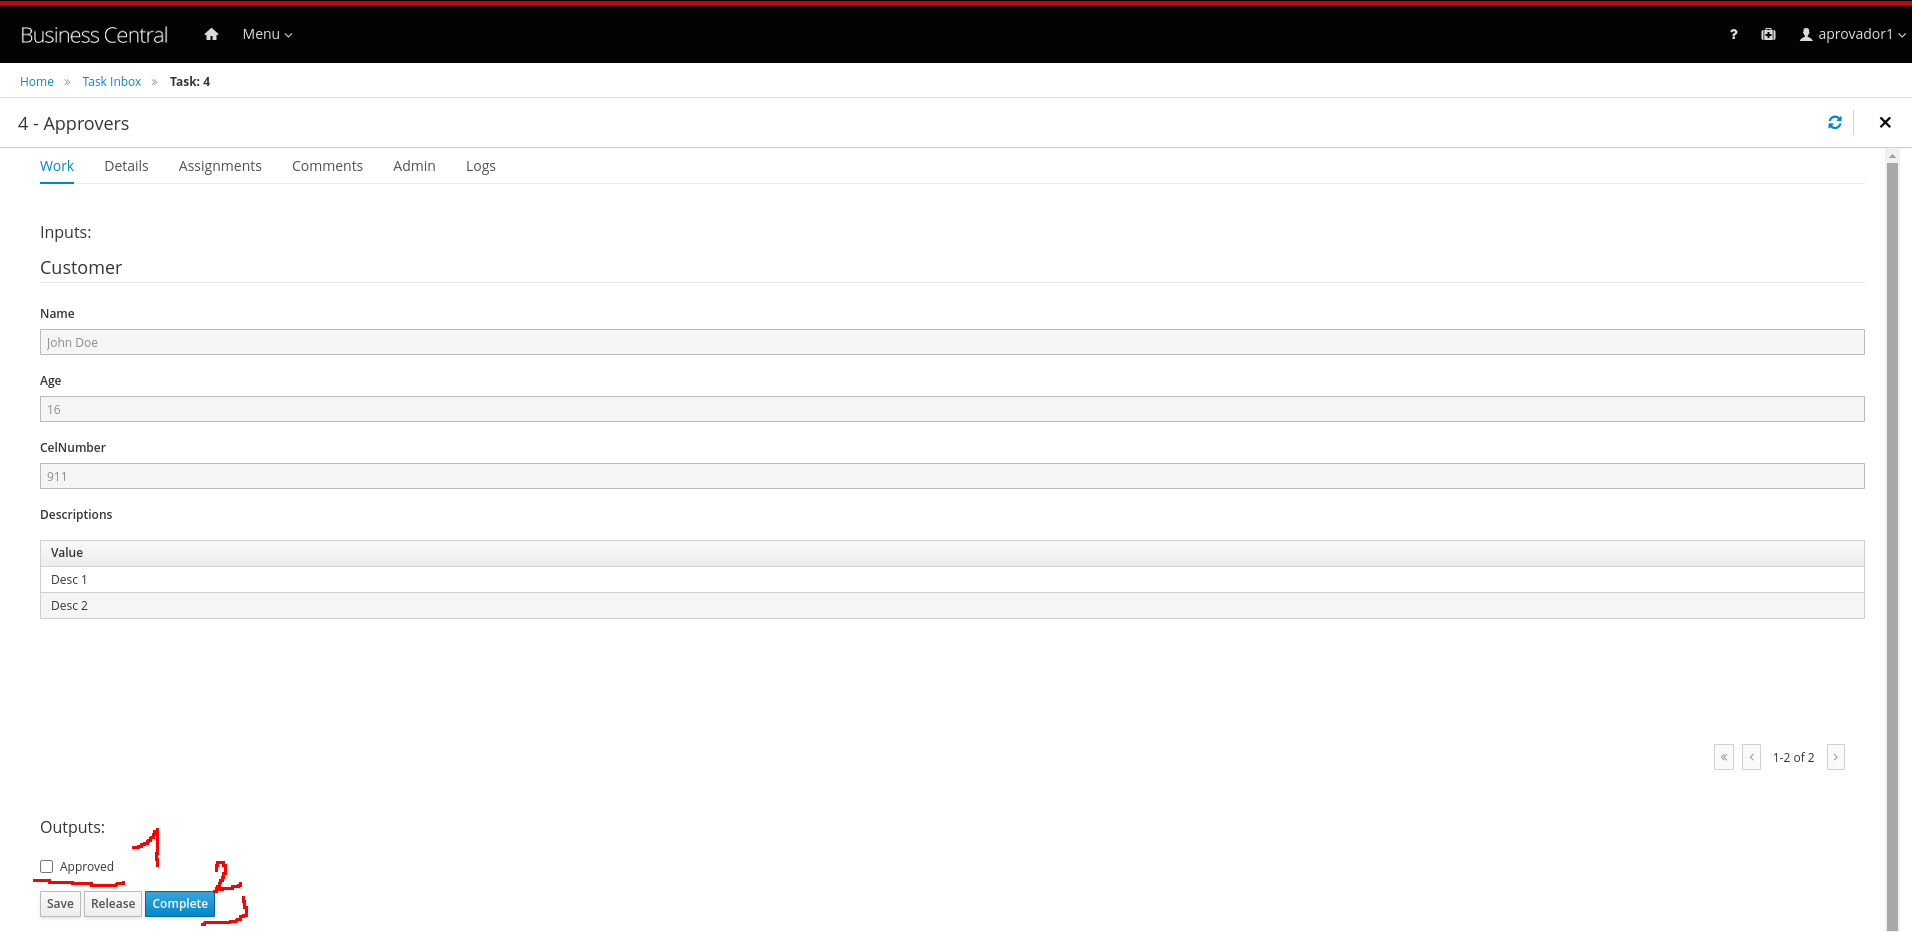 Business Central Menu ? aprovador1
Home » Task Inbox » Task: 4
4 - Approvers
Work Details Assignments Comments Admin Logs
Inputs:
Customer
Name
John Doe
Age
16
CelNumber
911
Descriptions
Value
Desc 1
Desc 2
1-2 of 2
Outputs:
1
Approved
2
Save Release Complete